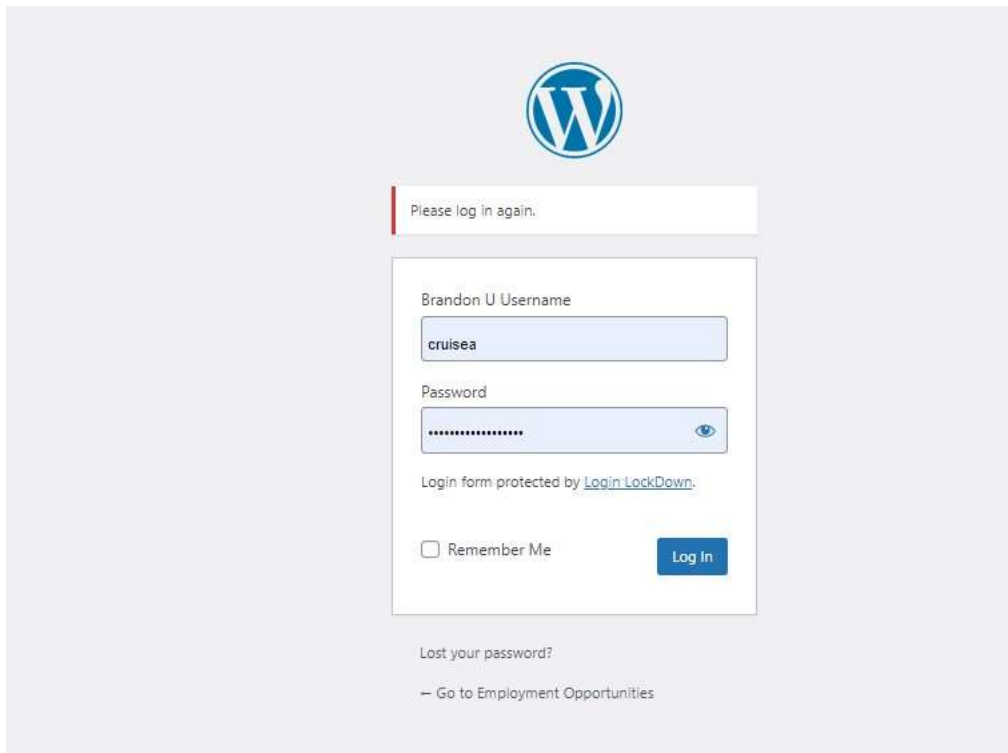 Please log in again.
Brandon U Username
cruisea
Password
••••••••••••••••••
Login form protected by Login LockDown.
Remember Me
Log In
Lost your password?
← Go to Employment Opportunities